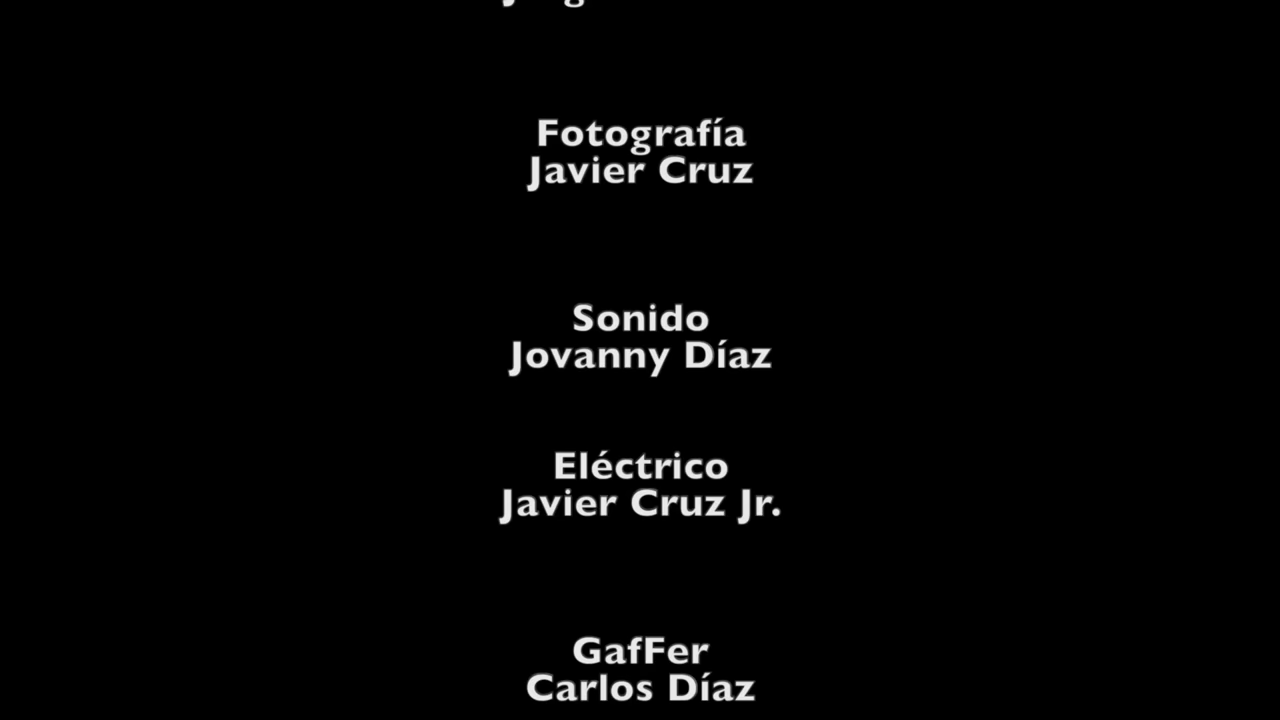 Fotografía
Javier Cruz
Sonido
Jovanny Díaz
Eléctrico
Javier Cruz Jr.
GafFer
Carlos Díaz